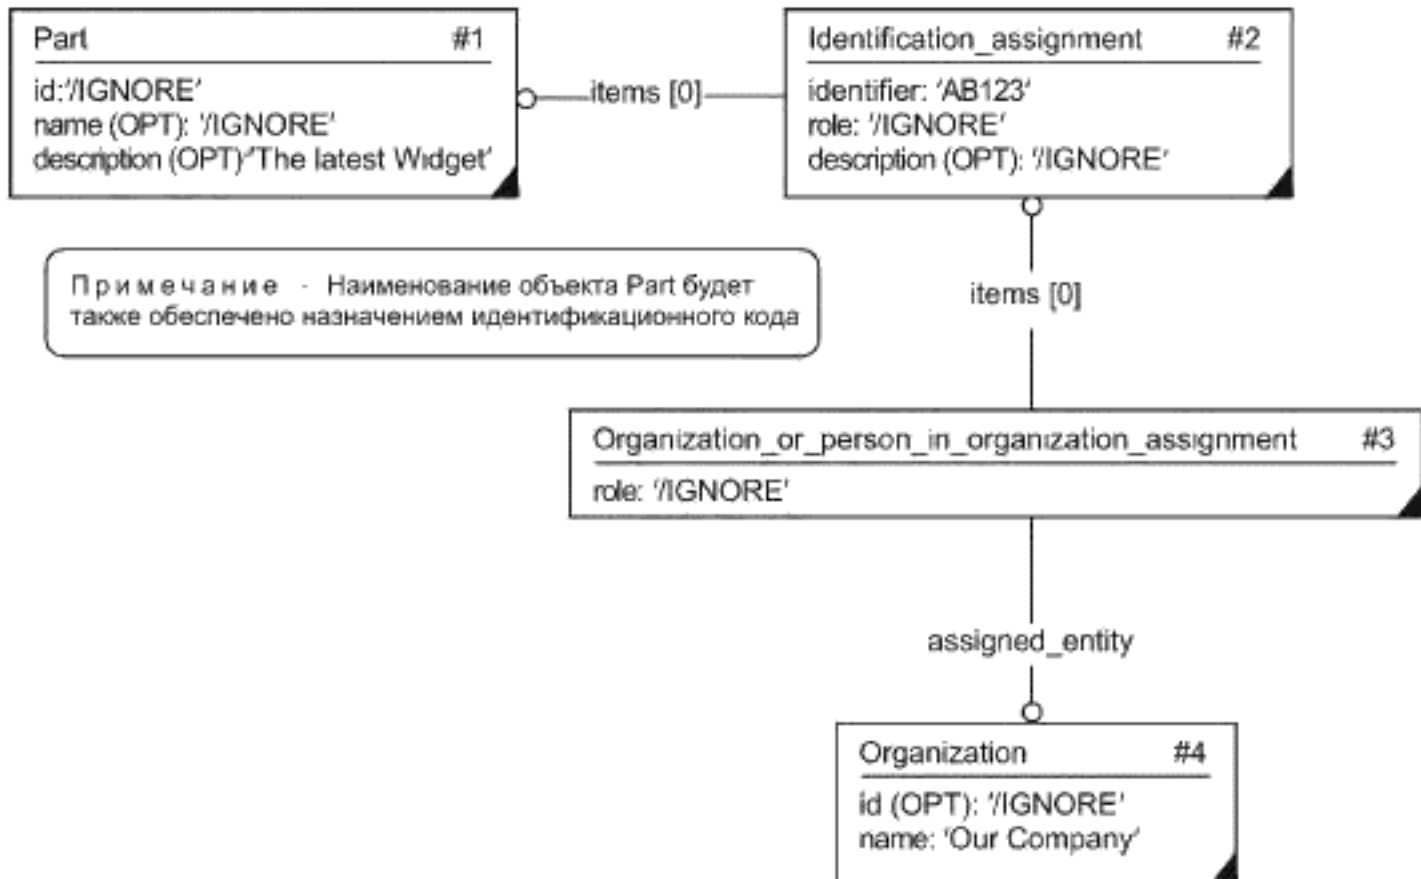 Part #1
id:'/IGNORE'
name (OPT): '/IGNORE'
description (OPT)'The latest Widget'
items [0]
Identification_assignment #2
identifier: 'AB123'
role: '/IGNORE'
description (OPT): '/IGNORE'
Примечание - Наименование объекта Part будет
также обеспечено назначением идентификационного кода
items [0]
Organization_or_person_in_organization_assignment #3
role: '/IGNORE'
assigned_entity
Organization #4
id (OPT): '/IGNORE'
name: 'Our Company'